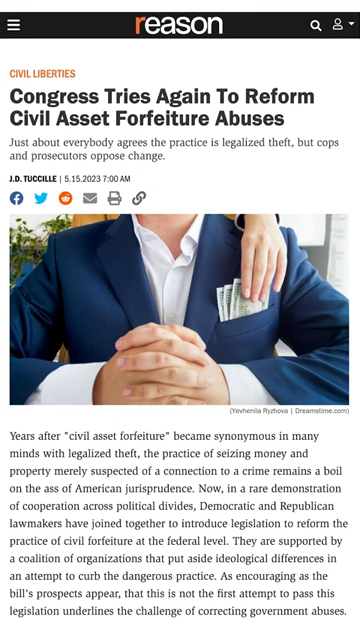 reason
CIVIL LIBERTIES
Congress Tries Again To Reform
Civil Asset Forfeiture Abuses
Just about everybody agrees the practice is legalized theft, but cops
and prosecutors oppose change.
J.D. TUCCILLE | 5.15.2023 7:00 AM
(Yevheniia Ryzhova | Dreamstime.com)
Years after "civil asset forfeiture" became synonymous in many
minds with legalized theft, the practice of seizing money and
property merely suspected of a connection to a crime remains a boil
on the ass of American jurisprudence. Now, in a rare demonstration
of cooperation across political divides, Democratic and Republican
lawmakers have joined together to introduce legislation to reform the
practice of civil forfeiture at the federal level. They are supported by
a coalition of organizations that put aside ideological differences in
an attempt to curb the dangerous practice. As encouraging as the
bill's prospects appear, that this is not the first attempt to pass this
legislation underlines the challenge of correcting government abuses.